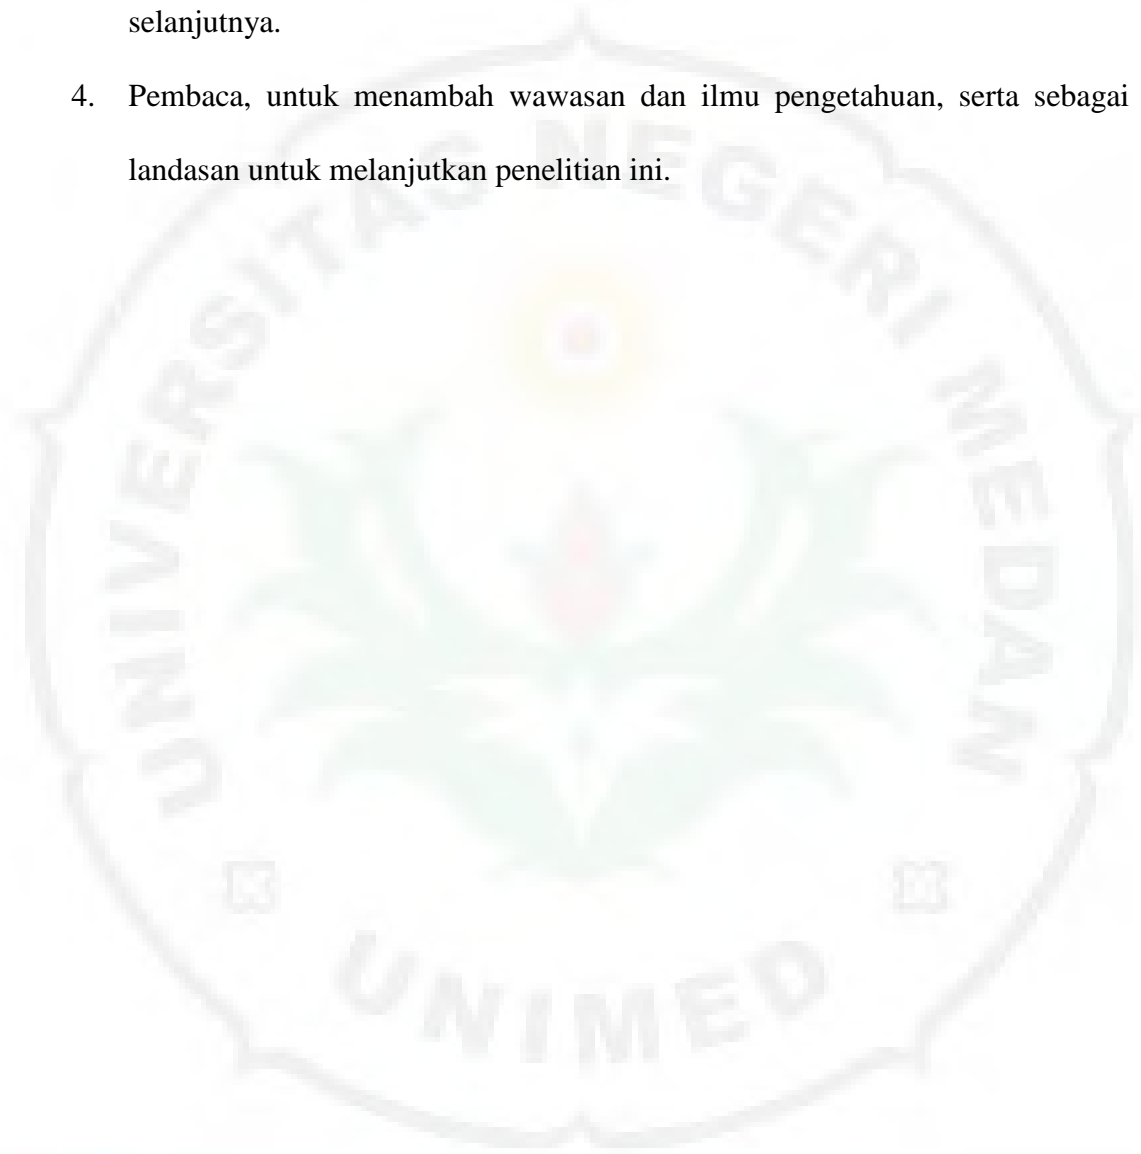 selanjutnya.
4. Pembaca, untuk menambah wawasan dan ilmu pengetahuan, serta sebagai
landasan untuk melanjutkan penelitian ini.
UNIVERSITAS NEGERI MEDAN
UNIMED